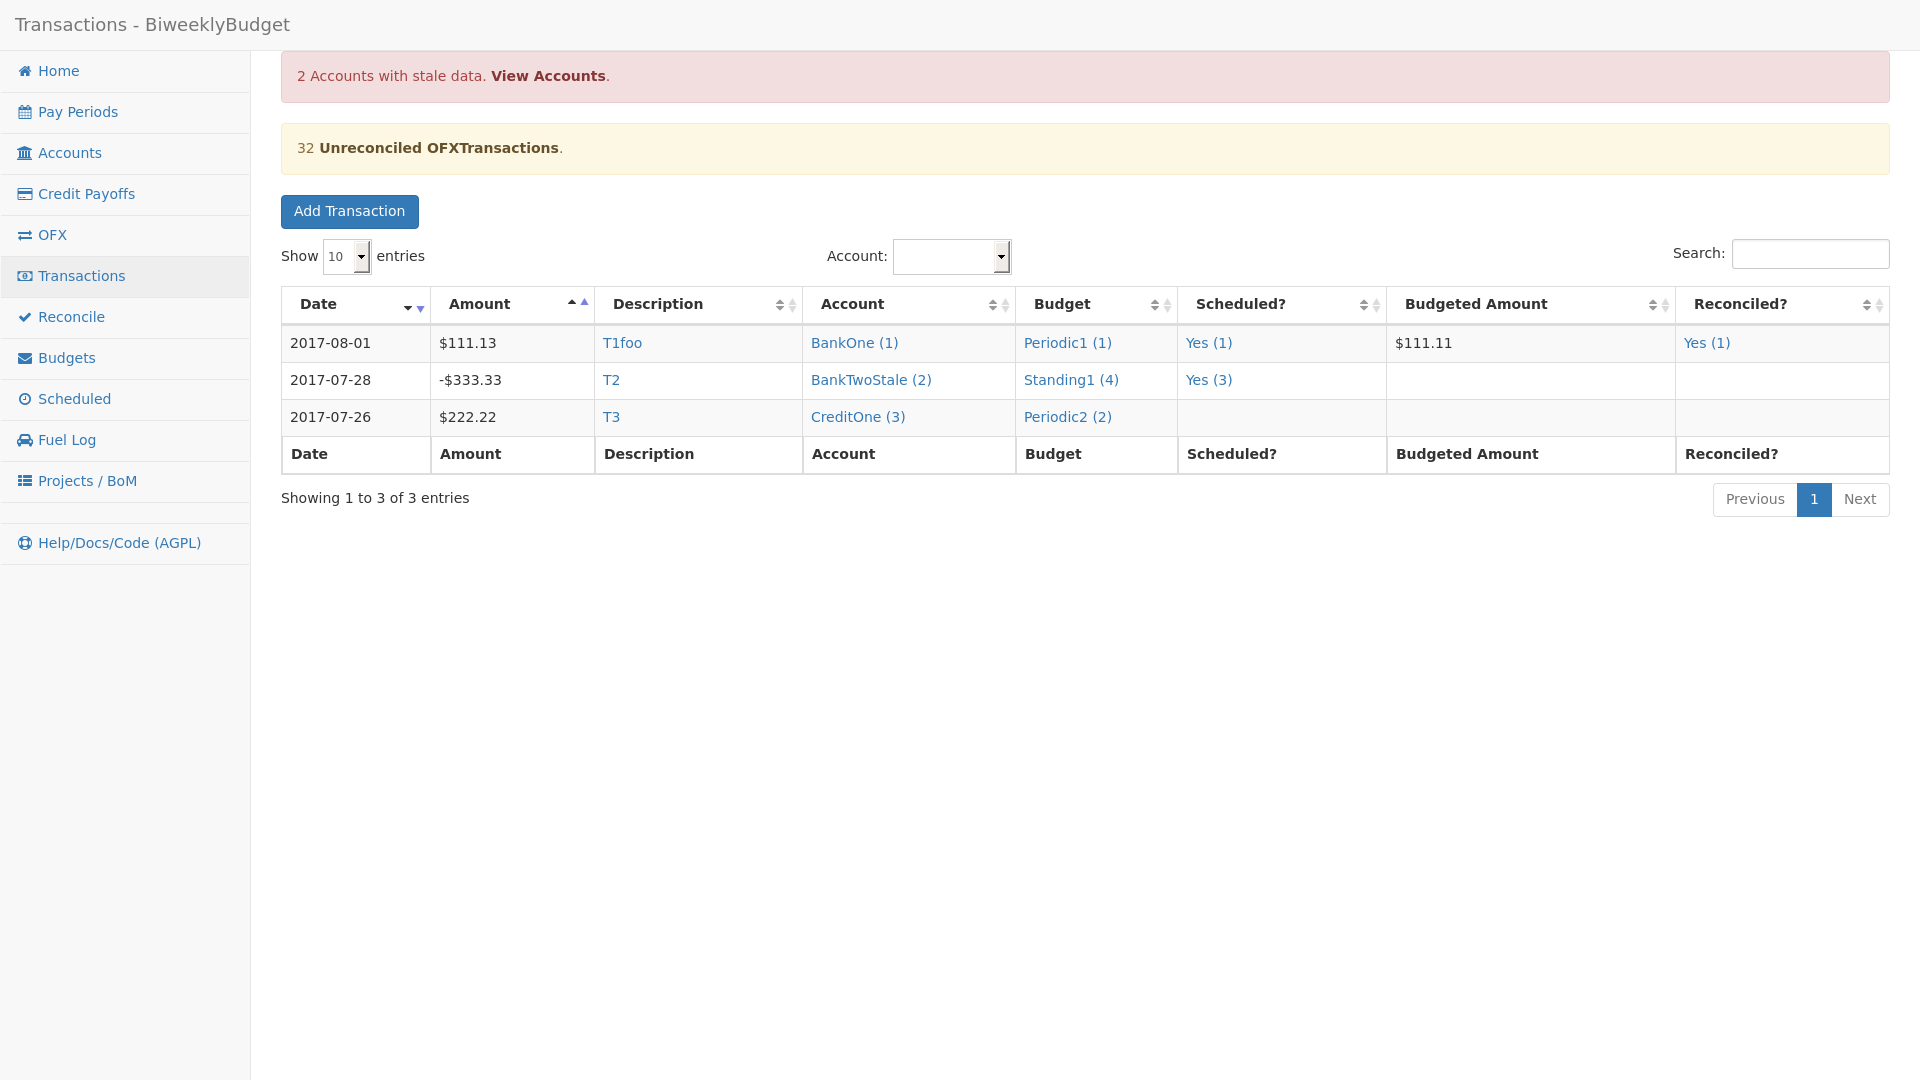 Transactions - BiweeklyBudget
Home
Pay Periods
Accounts
Credit Payoffs
OFX
Transactions
Reconcile
Budgets
Scheduled
Fuel Log
Projects / BoM
Help/Docs/Code (AGPL)
2 Accounts with stale data. View Accounts.
32 Unreconciled OFXTransactions.
Add Transaction
Show 10 entries Account: Search:
Date Amount Description Account Budget Scheduled? Budgeted Amount Reconciled?
2017-08-01 $111.13 T1foo BankOne (1) Periodic1 (1) Yes (1) $111.11 Yes (1)
2017-07-28 -$333.33 T2 BankTwoStale (2) Standing1 (4) Yes (3)
2017-07-26 $222.22 T3 CreditOne (3) Periodic2 (2)
Date Amount Description Account Budget Scheduled? Budgeted Amount Reconciled?
Showing 1 to 3 of 3 entries Previous 1 Next